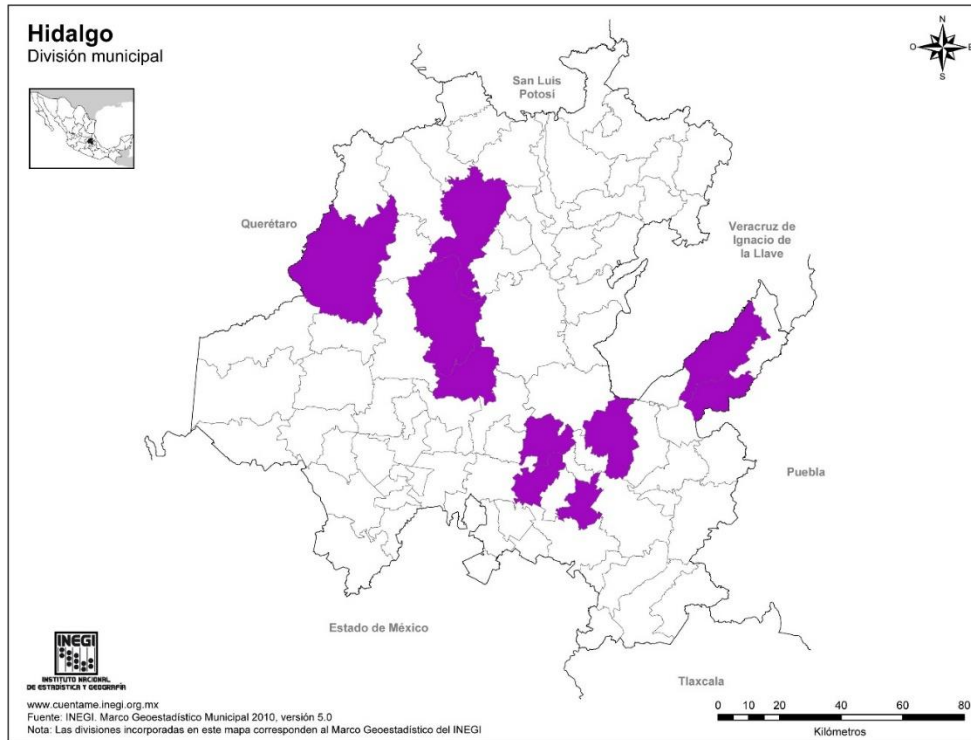 Hidalgo
División municipal
N
O
E
S
San Luis
Potosí
Querétaro
Veracruz de
Ignacio de
la Llave
Puebla
Estado de México
Tlaxcala
INEGI
INSTITUTO NACIONAL
DE ESTADÍSTICA Y GEOGRAFÍA
www.cuentame.inegi.org.mx
Fuente: INEGI. Marco Geoestadístico Municipal 2010, versión 5.0
Nota: Las divisiones incorporadas en este mapa corresponden al Marco Geoestadístico del INEGI
0 10 20 40 60 80
Kilómetros